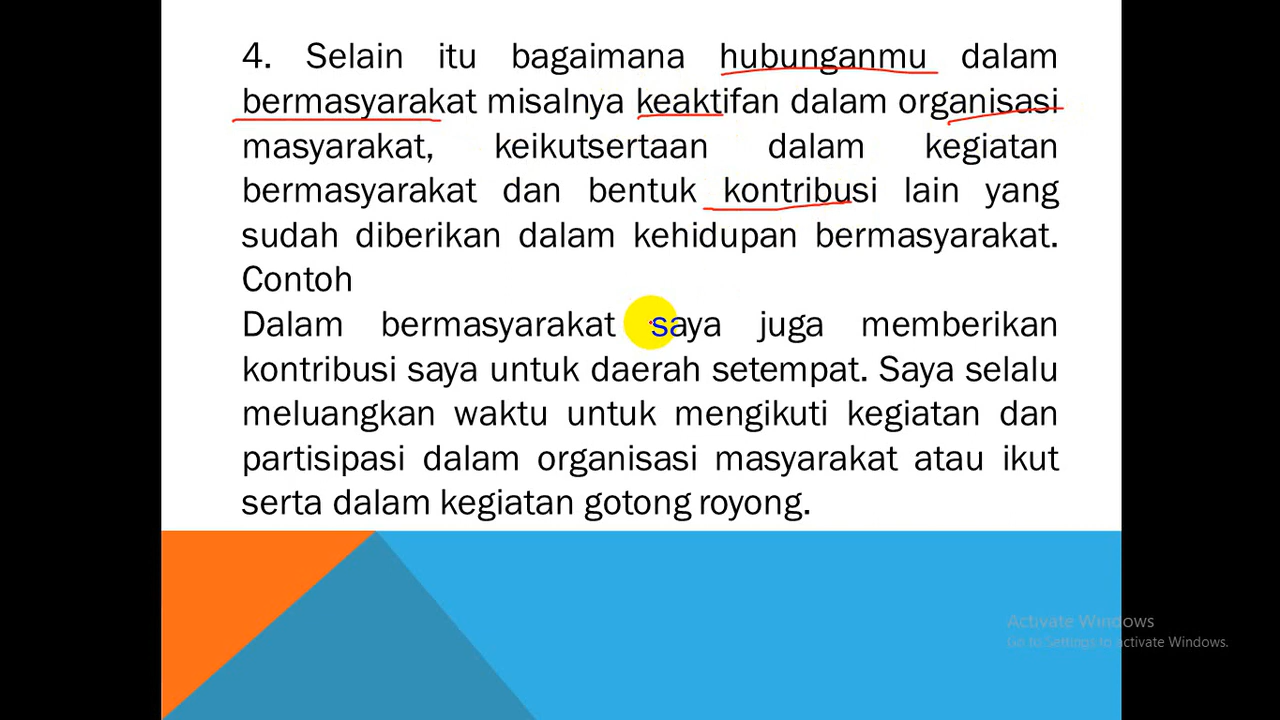 4. Selain itu bagaimana hubunganmu dalam
bermasyarakat misalnya keaktifan dalam organisasi
masyarakat, keikutsertaan dalam kegiatan
bermasyarakat dan bentuk kontribusi lain yang
sudah diberikan dalam kehidupan bermasyarakat.
Contoh
Dalam bermasyarakat saya juga memberikan
kontribusi saya untuk daerah setempat. Saya selalu
meluangkan waktu untuk mengikuti kegiatan dan
partisipasi dalam organisasi masyarakat atau ikut
serta dalam kegiatan gotong royong.
Activate Windows
Go to Settings to activate Windows.